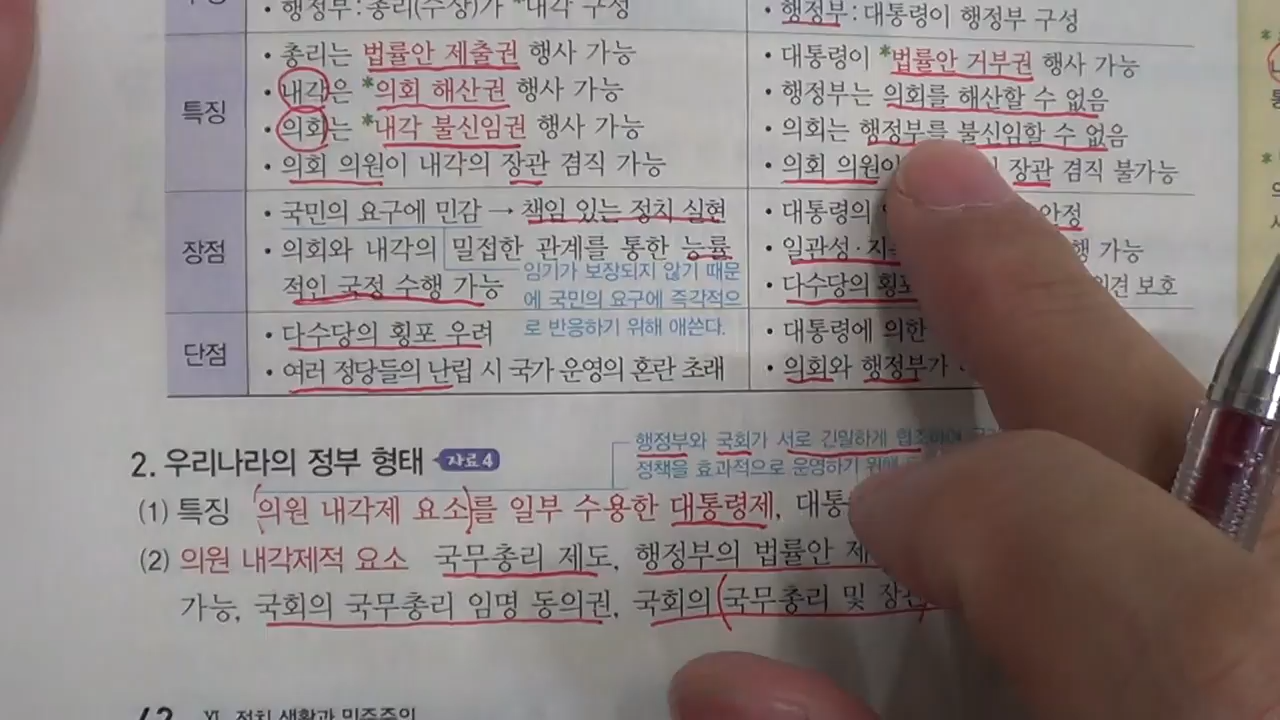 • 행정부: 총리(수상)가 *내각 구성
• 행정부: 대통령이 행정부 구성
특징
• 총리는 법률안 제출권 행사 가능
• 내각은 *의회 해산권 행사 가능
• 의회는 *내각 불신임권 행사 가능
• 의회 의원이 내각의 장관 겸직 가능
• 대통령이 *법률안 거부권 행사 가능
• 행정부는 의회를 해산할 수 없음
• 의회는 행정부를 불신임할 수 없음
• 의회 의원이 장관 겸직 불가능
장점
• 국민의 요구에 민감 → 책임 있는 정치 실현
• 의회와 내각의 밀접한 관계를 통한 능률
적인 국정 수행 가능
임기가 보장되지 않기 때문
에 국민의 요구에 즉각적으
로 반응하기 위해 애쓴다.
• 대통령의 안정
• 일관성· 가능
• 다수당의 보호
단점
• 다수당의 횡포 우려
• 여러 정당들의 난립 시 국가 운영의 혼란 초래
• 대통령에 의한
• 의회와 행정부가
행정부와 국회가 서로 긴밀하게
정책을 효과적으로 운영하기 위해
2. 우리나라의 정부 형태 자료4
(1) 특징 의원 내각제 요소를 일부 수용한 대통령제,
(2) 의원 내각제적 요소 국무총리 제도, 행정부의 법률안
가능, 국회의 국무총리 임명 동의권, 국회의 국무총리 및